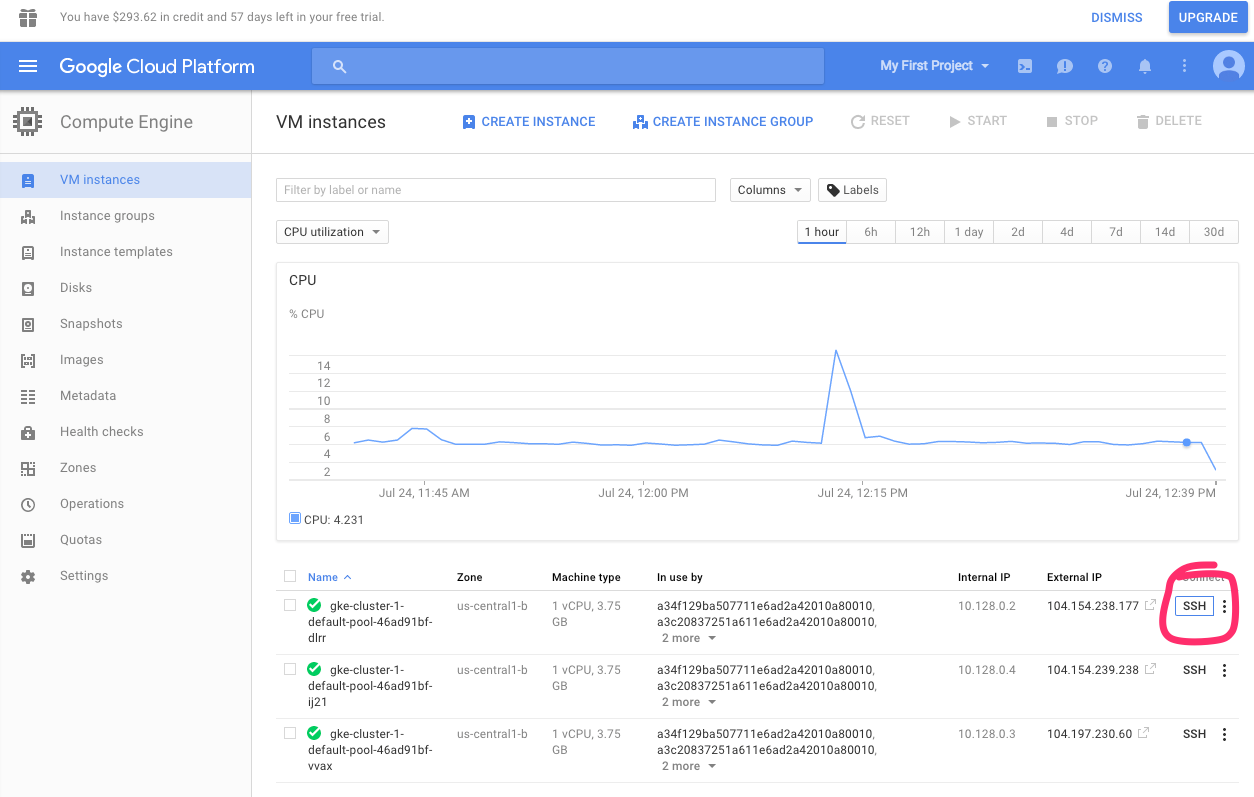 You have $293.62 in credit and 57 days left in your free trial.
DISMISS
UPGRADE
Google Cloud Platform
My First Project
Compute Engine
VM instances
CREATE INSTANCE
CREATE INSTANCE GROUP
RESET
START
STOP
DELETE
VM instances
Instance groups
Instance templates
Disks
Snapshots
Images
Metadata
Health checks
Zones
Operations
Quotas
Settings
Filter by label or name
Columns
Labels
CPU utilization
1 hour
6h
12h
1 day
2d
4d
7d
14d
30d
CPU
% CPU
14
12
10
8
6
4
2
Jul 24, 11:45 AM
Jul 24, 12:00 PM
Jul 24, 12:15 PM
Jul 24, 12:39 PM
CPU: 4.231
Name Zone Machine type In use by Internal IP External IP Connect
gke-cluster-1- us-central1-b 1 vCPU, 3.75 a34f129ba507711e6ad2a42010a80010, 10.128.0.2 104.154.238.177 SSH
default-pool-46ad91bf- GB a3c20837251a611e6ad2a42010a80010,
dlrr 2 more
gke-cluster-1- us-central1-b 1 vCPU, 3.75 a34f129ba507711e6ad2a42010a80010, 10.128.0.4 104.154.239.238 SSH
default-pool-46ad91bf- GB a3c20837251a611e6ad2a42010a80010,
ij21 2 more
gke-cluster-1- us-central1-b 1 vCPU, 3.75 a34f129ba507711e6ad2a42010a80010, 10.128.0.3 104.197.230.60 SSH
default-pool-46ad91bf- GB a3c20837251a611e6ad2a42010a80010,
vvax 2 more